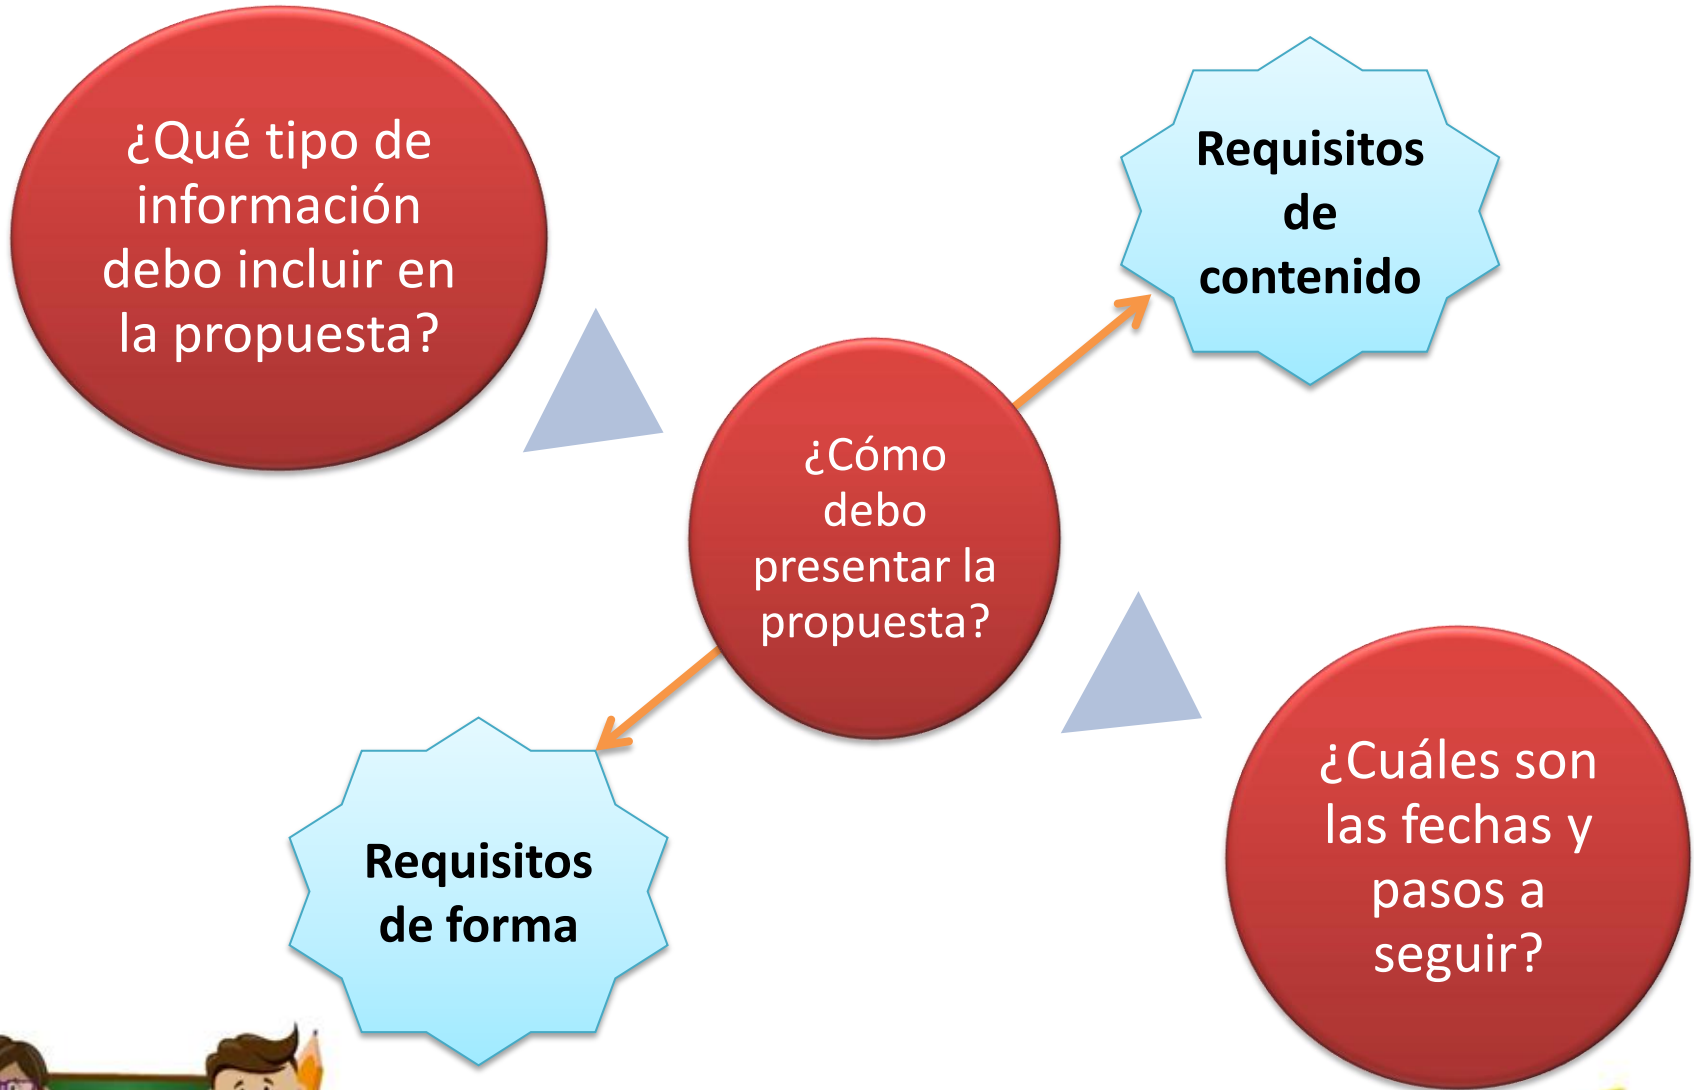 ¿Qué tipo de
información
debo incluir en
la propuesta?
Requisitos
de
contenido
¿Cómo
debo
presentar la
propuesta?
Requisitos
de forma
¿Cuáles son
las fechas y
pasos a
seguir?